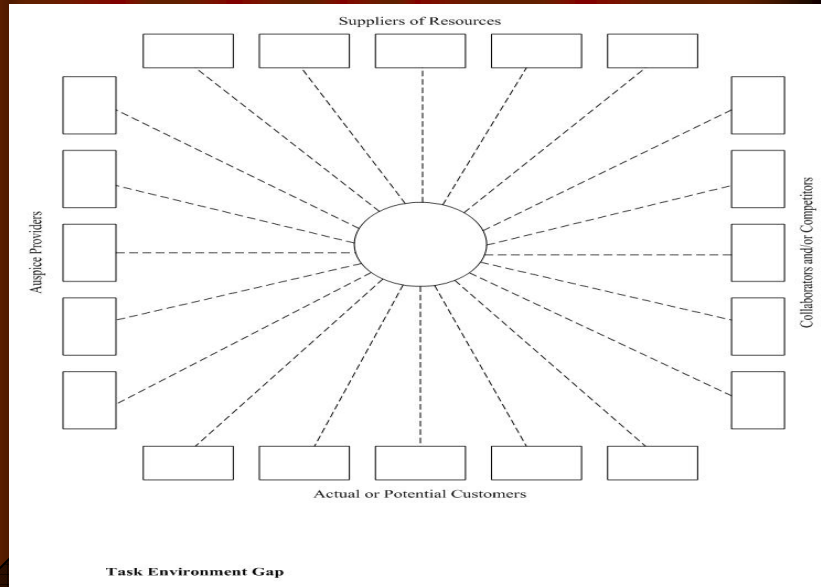 Suppliers of Resources
Auspice Providers
Collaborators and/or Competitors
Actual or Potential Customers
Task Environment Gap